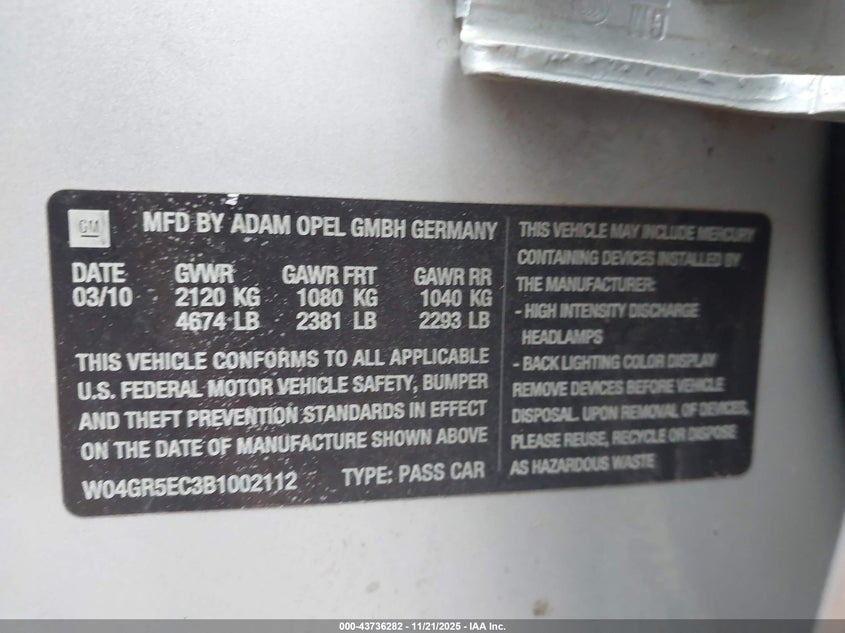 GM
MFD BY ADAM OPEL GMBH GERMANY
DATE GVWR GAWR FRT GAWR RR
03/10 2120 KG 1080 KG 1040 KG
4674 LB 2381 LB 2293 LB
THIS VEHICLE CONFORMS TO ALL APPLICABLE
U.S. FEDERAL MOTOR VEHICLE SAFETY, BUMPER
AND THEFT PREVENTION STANDARDS IN EFFECT
ON THE DATE OF MANUFACTURE SHOWN ABOVE
W04GR5EC3B1002112 TYPE: PASS CAR
THIS VEHICLE MAY INCLUDE MERCURY
CONTAINING DEVICES INSTALLED BY
THE MANUFACTURER:
- HIGH INTENSITY DISCHARGE
HEADLAMPS
- BACK LIGHTING COLOR DISPLAY
REMOVE DEVICES BEFORE VEHICLE
DISPOSAL. UPON REMOVAL OF DEVICES,
PLEASE REUSE, RECYCLE OR DISPOSE
AS HAZARDOUS WASTE
000-43736282 - 11/21/2025 - IAA Inc.